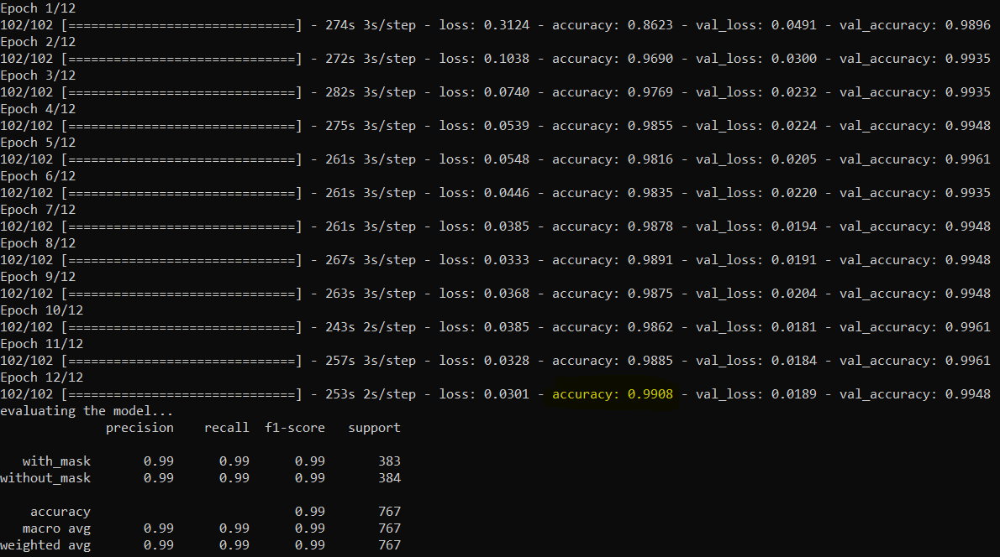 Epoch 1/12
102/102 [==============================] - 274s 3s/step - loss: 0.3124 - accuracy: 0.8623 - val_loss: 0.0491 - val_accuracy: 0.9896
Epoch 2/12
102/102 [==============================] - 272s 3s/step - loss: 0.1038 - accuracy: 0.9690 - val_loss: 0.0300 - val_accuracy: 0.9935
Epoch 3/12
102/102 [==============================] - 282s 3s/step - loss: 0.0740 - accuracy: 0.9769 - val_loss: 0.0232 - val_accuracy: 0.9935
Epoch 4/12
102/102 [==============================] - 275s 3s/step - loss: 0.0539 - accuracy: 0.9855 - val_loss: 0.0224 - val_accuracy: 0.9948
Epoch 5/12
102/102 [==============================] - 261s 3s/step - loss: 0.0548 - accuracy: 0.9816 - val_loss: 0.0205 - val_accuracy: 0.9961
Epoch 6/12
102/102 [==============================] - 261s 3s/step - loss: 0.0446 - accuracy: 0.9835 - val_loss: 0.0220 - val_accuracy: 0.9935
Epoch 7/12
102/102 [==============================] - 261s 3s/step - loss: 0.0385 - accuracy: 0.9878 - val_loss: 0.0194 - val_accuracy: 0.9948
Epoch 8/12
102/102 [==============================] - 267s 3s/step - loss: 0.0333 - accuracy: 0.9891 - val_loss: 0.0191 - val_accuracy: 0.9948
Epoch 9/12
102/102 [==============================] - 263s 3s/step - loss: 0.0368 - accuracy: 0.9875 - val_loss: 0.0204 - val_accuracy: 0.9948
Epoch 10/12
102/102 [==============================] - 243s 2s/step - loss: 0.0385 - accuracy: 0.9862 - val_loss: 0.0181 - val_accuracy: 0.9961
Epoch 11/12
102/102 [==============================] - 257s 3s/step - loss: 0.0328 - accuracy: 0.9885 - val_loss: 0.0184 - val_accuracy: 0.9961
Epoch 12/12
102/102 [==============================] - 253s 2s/step - loss: 0.0301 - accuracy: 0.9908 - val_loss: 0.0189 - val_accuracy: 0.9948
evaluating the model...
              precision    recall  f1-score   support

   with_mask       0.99      0.99      0.99       383
without_mask       0.99      0.99      0.99       384

    accuracy                           0.99       767
   macro avg       0.99      0.99      0.99       767
weighted avg       0.99      0.99      0.99       767